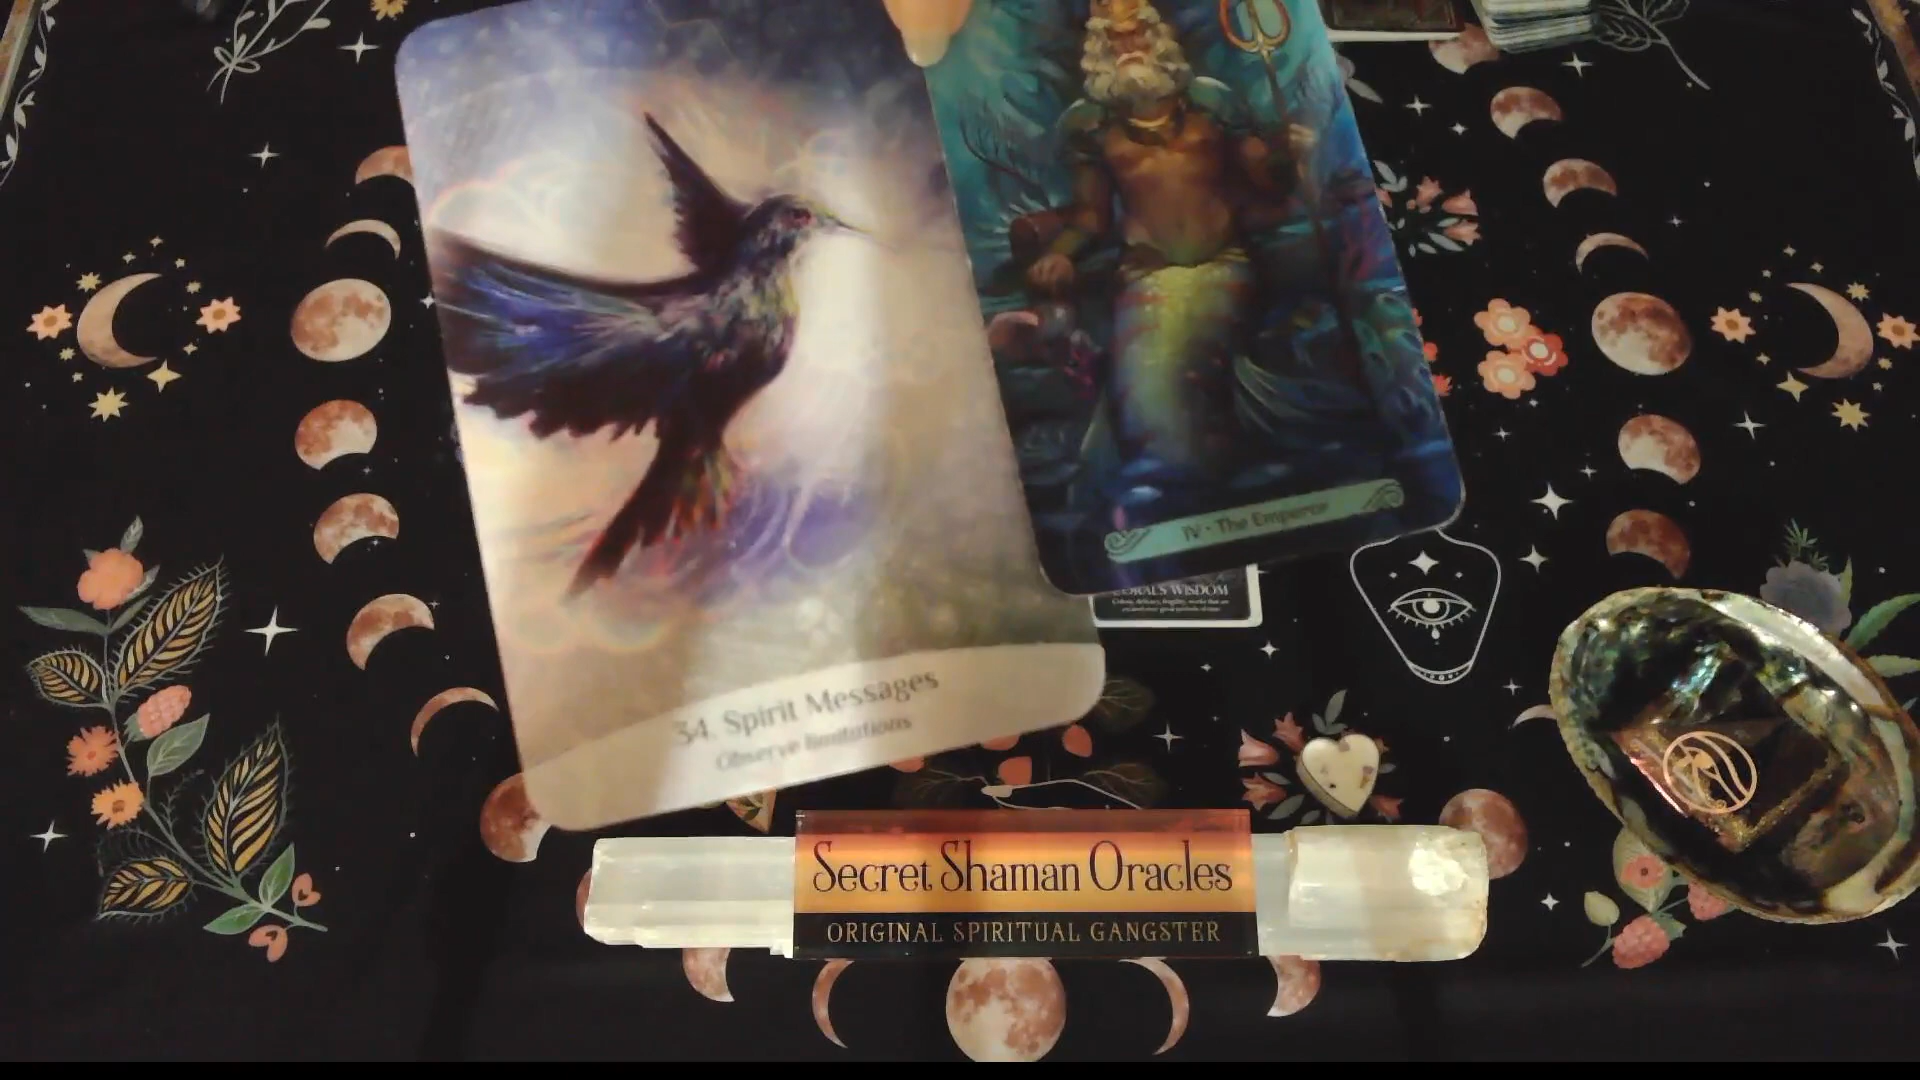 IV • The Emperor
CORAL'S WISDOM
34. Spirit Messages
Observe limitations
Secret Shaman Oracles
ORIGINAL SPIRITUAL GANGSTER